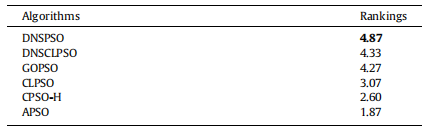 Algorithms Rankings
DNSPSO 4.87
DNSCLPSO 4.33
GOPSO 4.27
CLPSO 3.07
CPSO-H 2.60
APSO 1.87